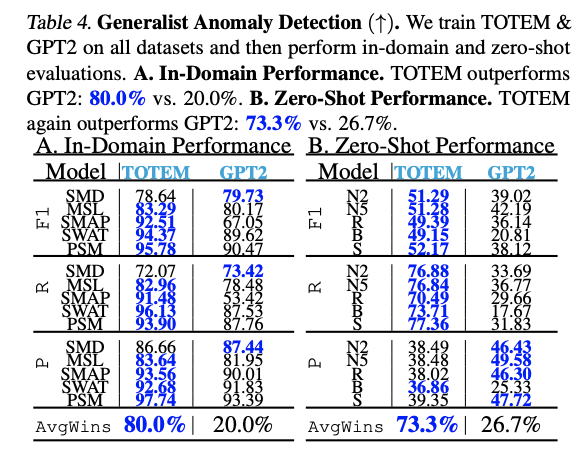 Table 4. Generalist Anomaly Detection (↑). We train TOTEM &
GPT2 on all datasets and then perform in-domain and zero-shot
evaluations. A. In-Domain Performance. TOTEM outperforms
GPT2: 80.0% vs. 20.0%. B. Zero-Shot Performance. TOTEM
again outperforms GPT2: 73.3% vs. 26.7%.
A. In-Domain Performance
Model TOTEM GPT2
F1
SMD 78.64 79.73
MSL 83.29 80.17
SMAP 92.51 67.05
SWAT 94.37 89.62
PSM 95.78 90.47
R
SMD 72.07 73.42
MSL 82.96 78.48
SMAP 91.48 53.42
SWAT 96.13 87.53
PSM 93.90 87.76
P
SMD 86.66 87.44
MSL 83.64 81.95
SMAP 93.56 90.01
SWAT 92.68 91.83
PSM 97.74 93.39
AvgWins 80.0% 20.0%
B. Zero-Shot Performance
Model TOTEM GPT2
F1
N2 51.29 39.02
N5 51.28 42.19
R 49.39 36.14
B 49.15 20.81
S 52.17 38.12
R
N2 76.88 33.69
N5 76.84 36.77
R 70.49 29.66
B 73.71 17.67
S 77.36 31.83
P
N2 38.49 46.43
N5 38.48 49.58
R 38.02 46.30
B 36.86 25.33
S 39.35 47.72
AvgWins 73.3% 26.7%